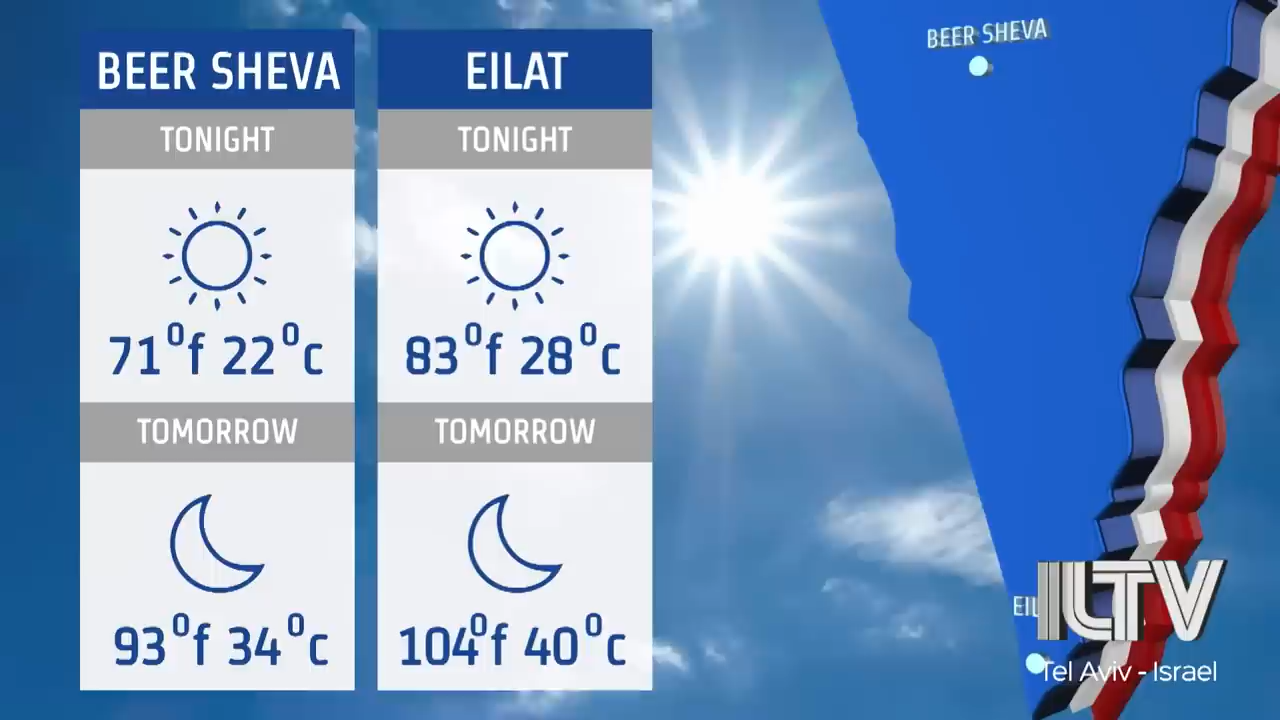 BEER SHEVA
TONIGHT
71°f 22°c
TOMORROW
93°f 34°c
EILAT
TONIGHT
83°f 28°c
TOMORROW
104°f 40°c
BEER SHEVA
ILTV
Tel Aviv - Israel